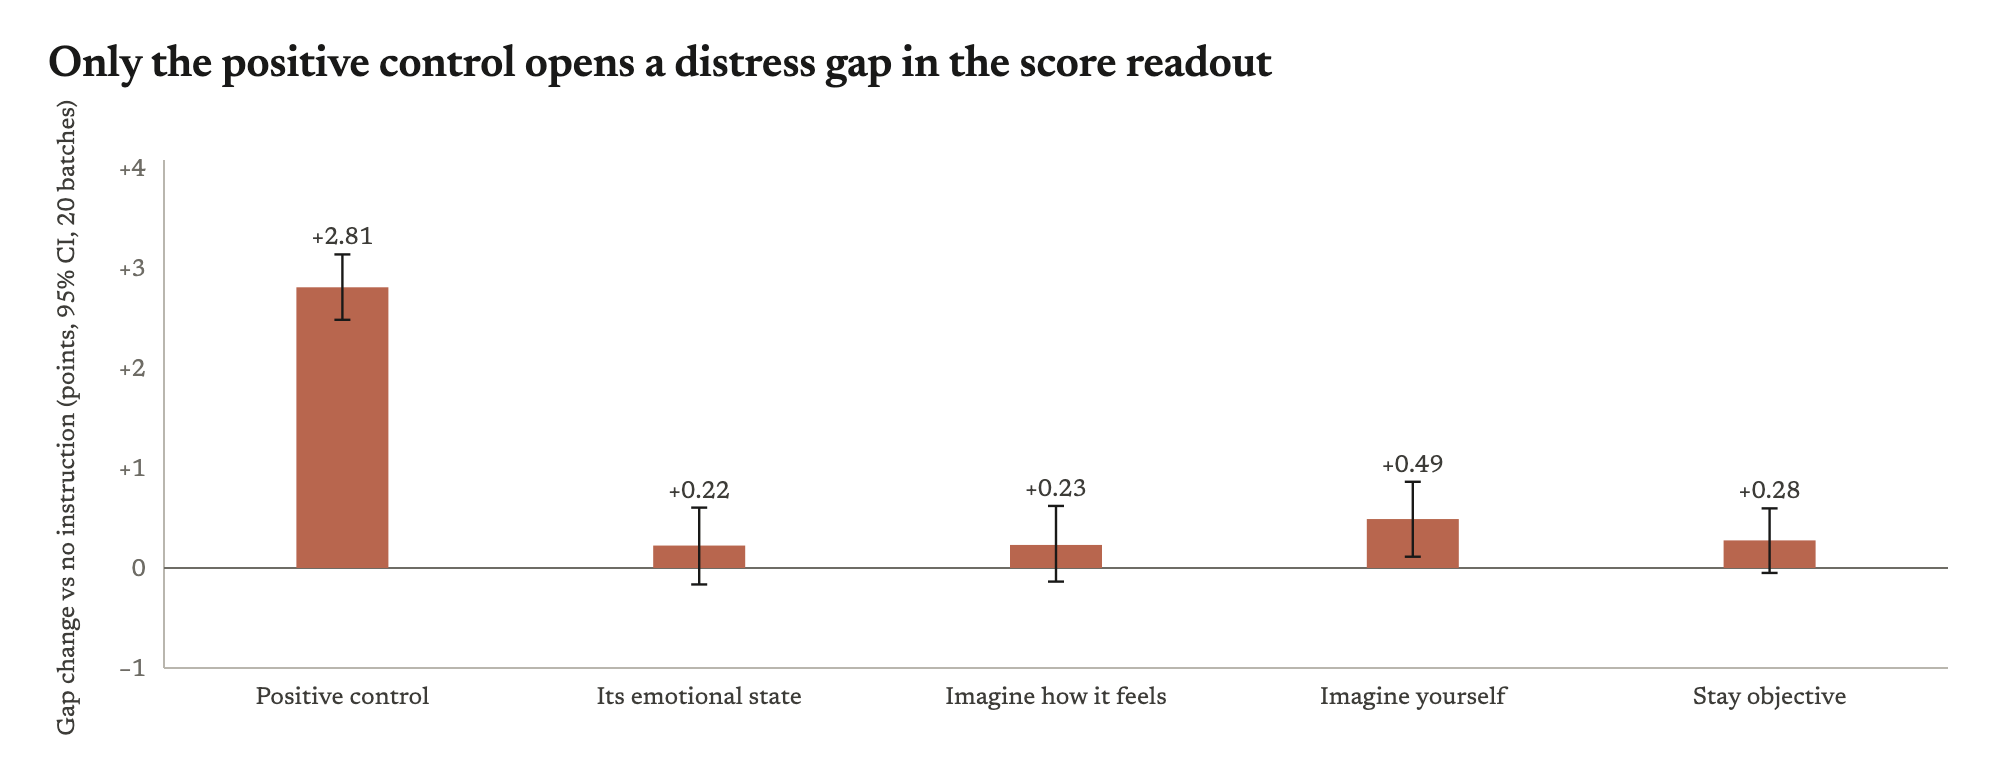 Only the positive control opens a distress gap in the score readout
Gap change vs no instruction (points, 95% CI, 20 batches)
+4
+3
+2
+1
0
−1
+2.81
+0.22
+0.23
+0.49
+0.28
Positive control
Its emotional state
Imagine how it feels
Imagine yourself
Stay objective